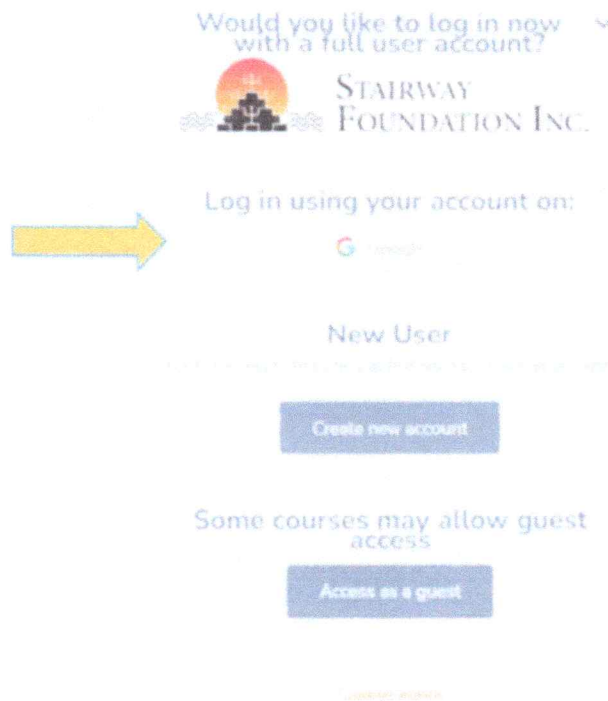 Would you like to log in now
with a full user account?
STAIRWAY
FOUNDATION INC.
Log in using your account on:
Google
New User
Create new account
Some courses may allow guest
access
Access as a guest